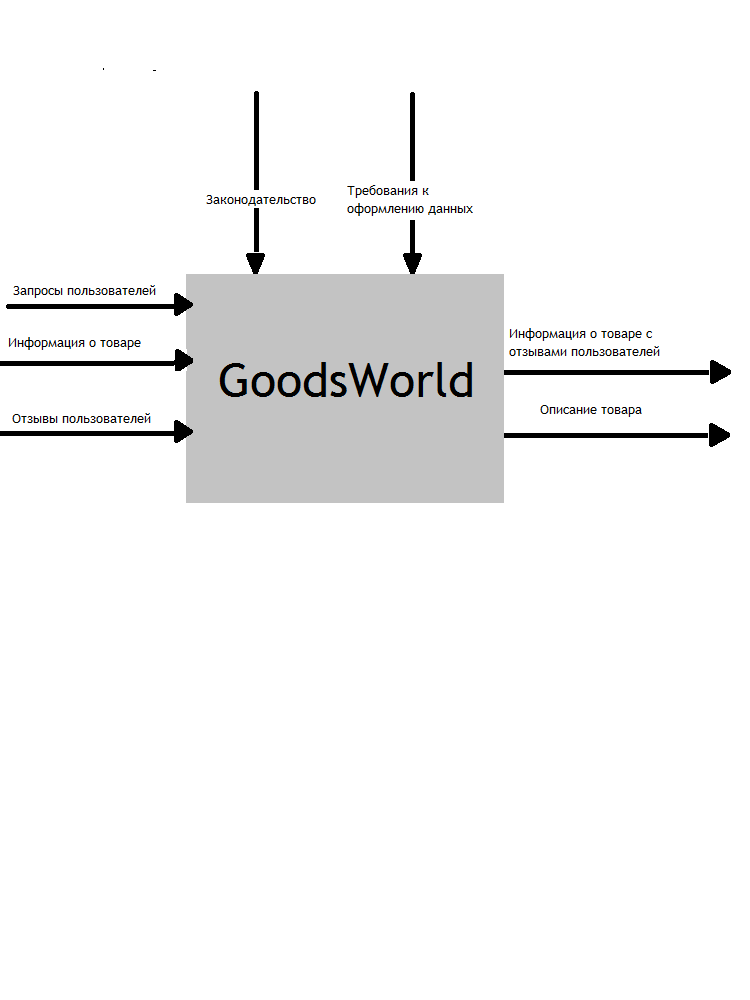 Законодательство
Требования к
оформлению данных
Запросы пользователей
Информация о товаре
Отзывы пользователей
GoodsWorld
Информация о товаре с
отзывами пользователей
Описание товара